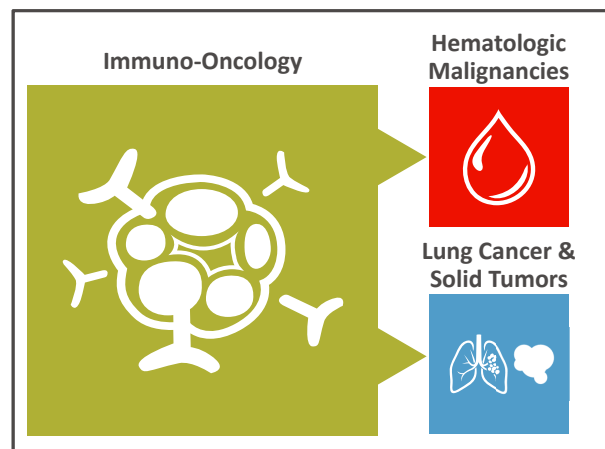 Immuno-Oncology
Hematologic
Malignancies
Lung Cancer &
Solid Tumors